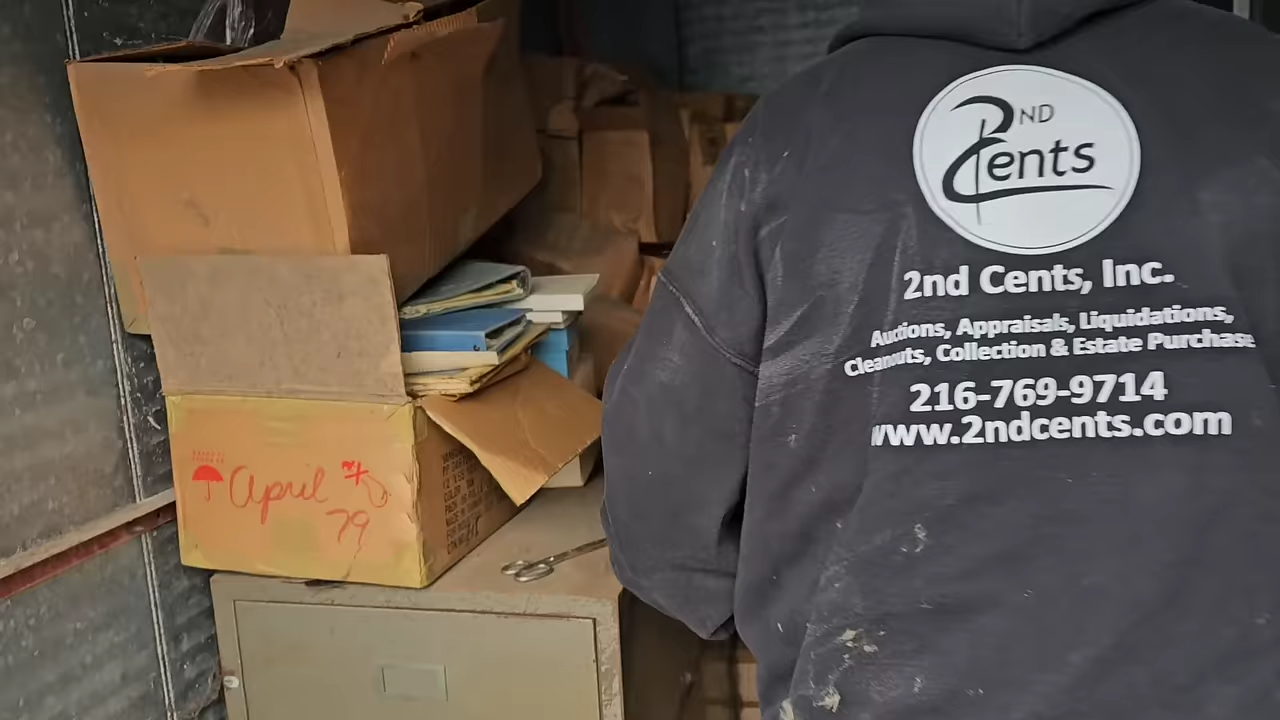 2ND
Cents
2nd Cents, Inc.
Auctions, Appraisals, Liquidations,
Cleanouts, Collection & Estate Purchase
216-769-9714
www.2ndcents.com
April
79